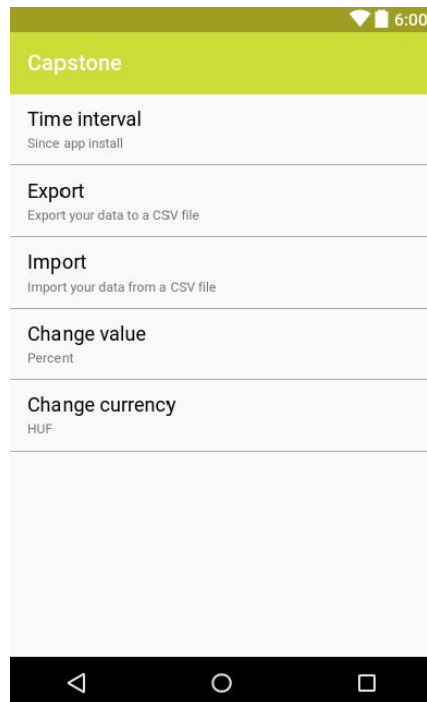 6:00
Capstone
Time interval
Since app install
Export
Export your data to a CSV file
Import
Import your data from a CSV file
Change value
Percent
Change currency
HUF